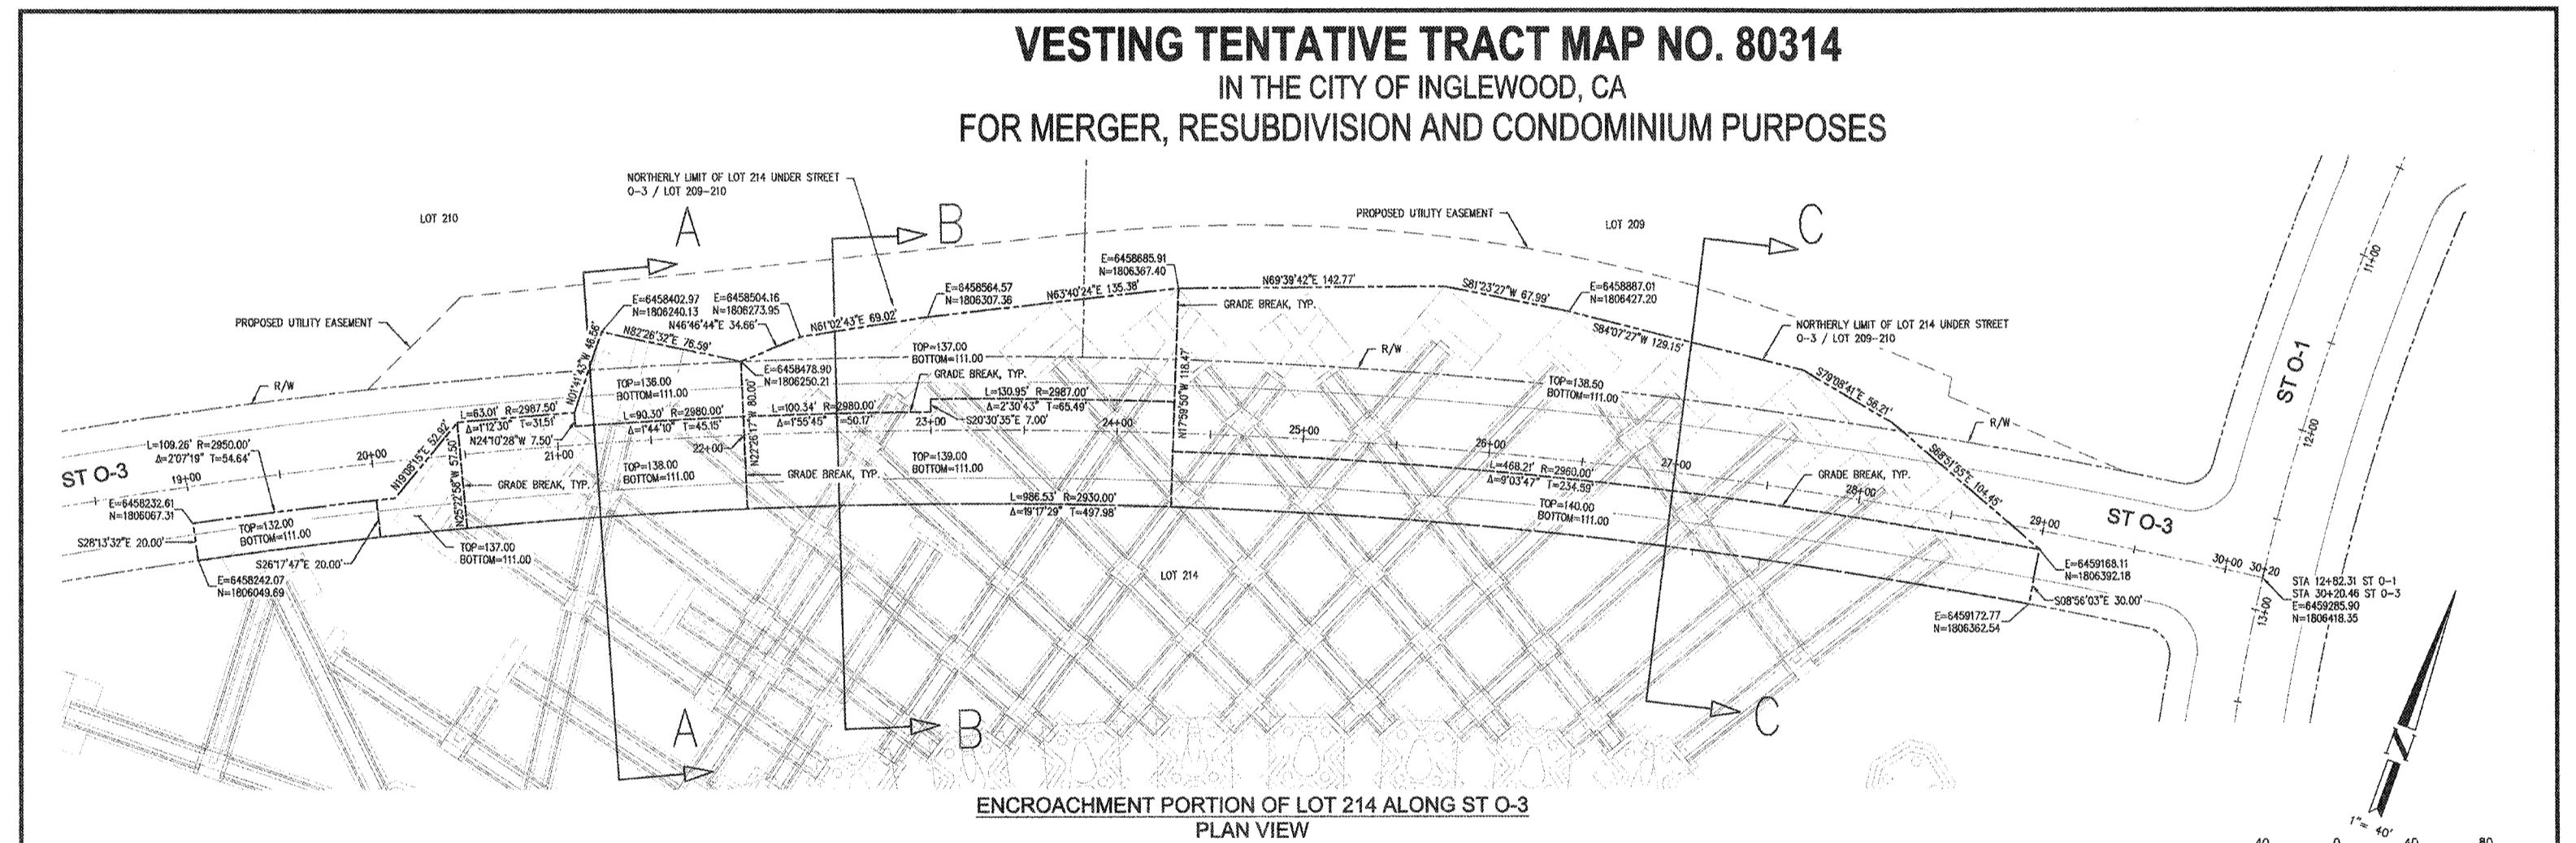 VESTING TENTATIVE TRACT MAP NO. 80314
IN THE CITY OF INGLEWOOD, CA
FOR MERGER, RESUBDIVISION AND CONDOMINIUM PURPOSES
NORTHERLY LIMIT OF LOT 214 UNDER STREET
O-3 / LOT 209-210
LOT 210
A
B
PROPOSED UTILITY EASEMENT
LOT 209
C
E=6458685.91
N=1806367.40
N69°39'42"E 142.77'
S81°23'27"W 67.99'
E=6458887.01
N=1806427.20
E=6458402.97
N=1806240.13
E=6458504.16
N=1806273.95
E=6458564.57
N=1806307.36
N63°40'24"E 135.38'
GRADE BREAK, TYP.
PROPOSED UTILITY EASEMENT
N46°46'44"E 34.66'
N61°02'43"E 69.02'
N82°26'32"E 76.59'
N01°41'43"W 46.56'
S84°07'27"W 129.15'
NORTHERLY LIMIT OF LOT 214 UNDER STREET
O-3 / LOT 209-210
R/W
TOP=137.00
BOTTOM=111.00
R/W
E=6458478.90
N=1806250.21
GRADE BREAK, TYP.
TOP=136.00
BOTTOM=111.00
TOP=138.50
BOTTOM=111.00
S79°08'41"E 56.21'
N17°59'50"W 118.47'
L=63.01' R=2987.50'
Δ=1°12'30" T=31.51'
L=90.30' R=2980.00'
Δ=1°44'10" T=45.15'
L=100.34' R=2980.00'
Δ=1°55'45" T=50.17'
L=130.95' R=2987.00'
Δ=2°30'43" T=65.49'
S20°30'35"E 7.00'
N24°10'28"W 7.50'
N22°26'17"W 80.00'
R/W
L=109.26' R=2950.00'
Δ=2°07'19" T=54.64'
N19°08'15"E 52.92'
N25°22'58"W 57.50'
19+00
20+00
21+00
22+00
23+00
24+00
25+00
26+00
27+00
28+00
29+00
30+00
30+20
ST O-3
TOP=138.00
BOTTOM=111.00
GRADE BREAK, TYP.
GRADE BREAK, TYP.
TOP=139.00
BOTTOM=111.00
L=468.21' R=2960.00'
Δ=9°03'47" T=234.59'
GRADE BREAK, TYP.
S68°51'55"E 104.45'
L=986.53' R=2930.00'
Δ=19°17'29" T=497.98'
TOP=140.00
BOTTOM=111.00
ST O-3
ST O-1
11+00
12+00
13+00
E=6458232.61
N=1806067.31
TOP=132.00
BOTTOM=111.00
S28°13'32"E 20.00'
TOP=137.00
BOTTOM=111.00
S26°17'47"E 20.00'
E=6458242.07
N=1806049.69
LOT 214
E=6459168.11
N=1806392.18
S08°56'03"E 30.00'
E=6459172.77
N=1806362.54
STA 12+82.31 ST O-1
STA 30+20.46 ST O-3
E=6459285.90
N=1806418.35
A
B
C
ENCROACHMENT PORTION OF LOT 214 ALONG ST O-3
PLAN VIEW
1"= 40'
40 0 40 80